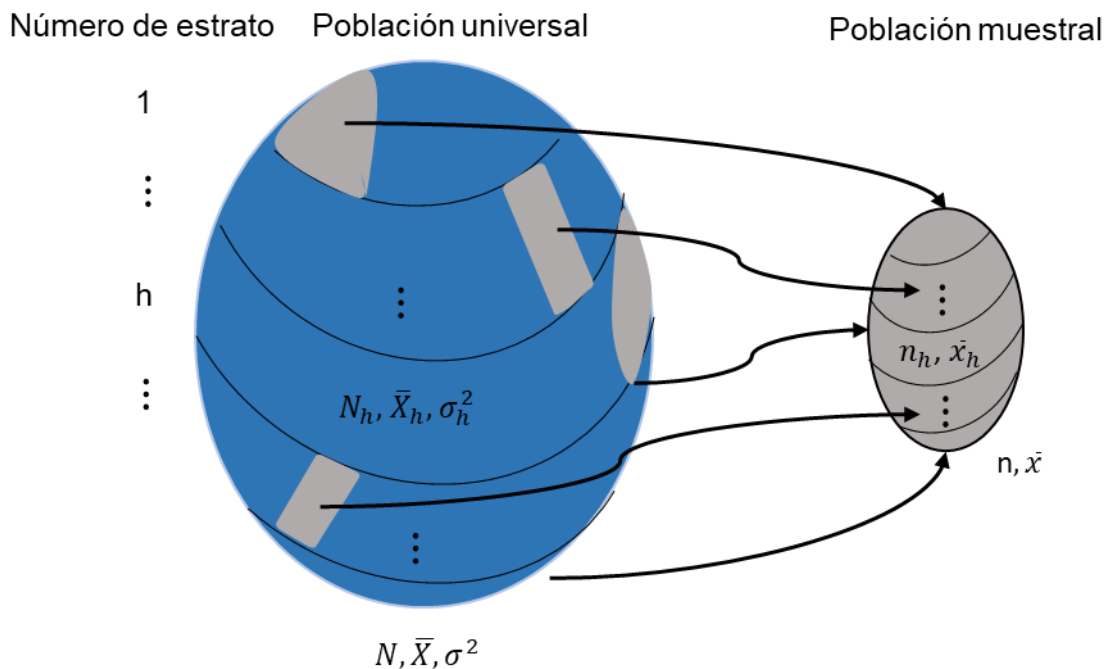 Número de estrato Población universal Población muestral
1
⋮
h
⋮
⋮
N_h, X̄_h, σ_h^2
⋮
N, X̄, σ^2
⋮
n_h, x̄_h
⋮
n, x̄